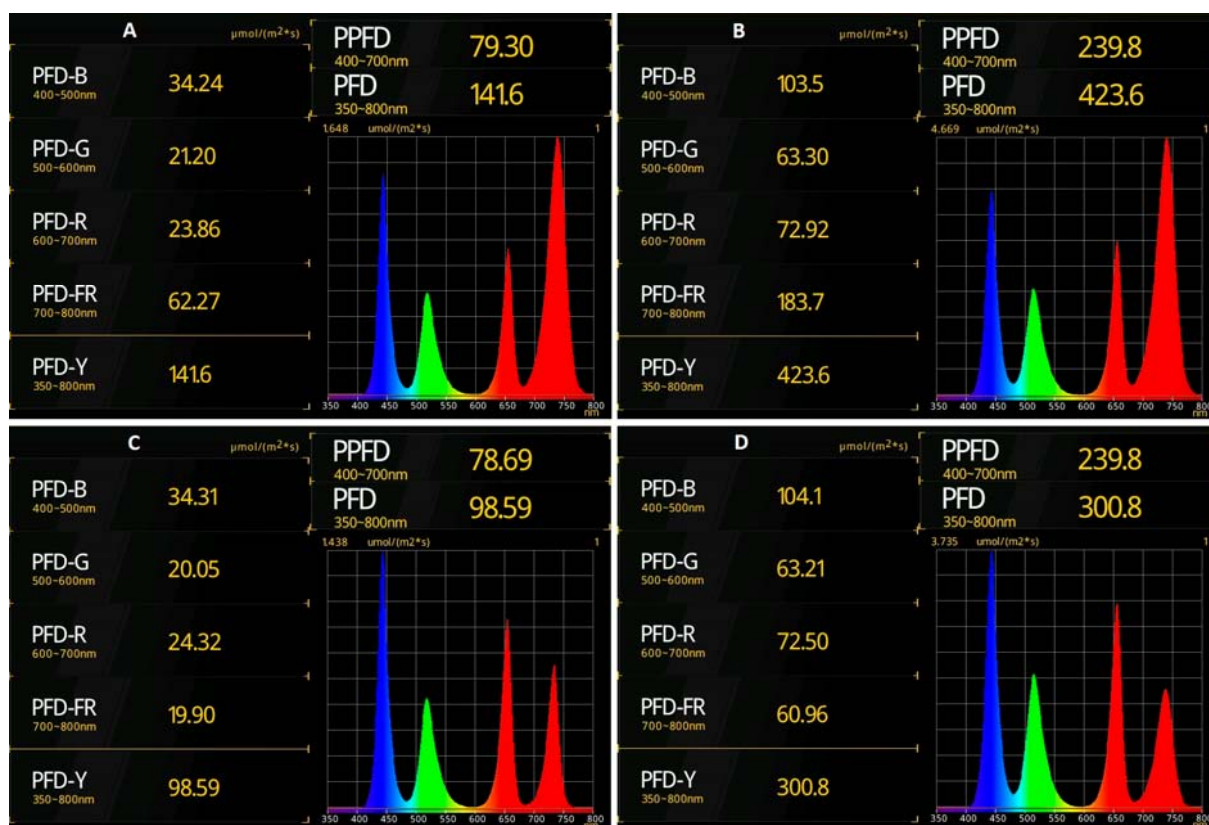 A
μmol/(m²*s)
PFD-B
400~500nm
34.24
PFD-G
500~600nm
21.20
PFD-R
600~700nm
23.86
PFD-FR
700~800nm
62.27
PFD-Y
350~800nm
141.6
PPFD
400~700nm
79.30
PFD
350~800nm
141.6
1.648 umol/(m2*s) 1
350 400 450 500 550 600 650 700 750 800
nm
B
μmol/(m²*s)
PFD-B
400~500nm
103.5
PFD-G
500~600nm
63.30
PFD-R
600~700nm
72.92
PFD-FR
700~800nm
183.7
PFD-Y
350~800nm
423.6
PPFD
400~700nm
239.8
PFD
350~800nm
423.6
4.669 umol/(m2*s) 1
350 400 450 500 550 600 650 700 750 800
nm
C
μmol/(m²*s)
PFD-B
400~500nm
34.31
PFD-G
500~600nm
20.05
PFD-R
600~700nm
24.32
PFD-FR
700~800nm
19.90
PFD-Y
350~800nm
98.59
PPFD
400~700nm
78.69
PFD
350~800nm
98.59
1.438 umol/(m2*s) 1
350 400 450 500 550 600 650 700 750 800
nm
D
μmol/(m²*s)
PFD-B
400~500nm
104.1
PFD-G
500~600nm
63.21
PFD-R
600~700nm
72.50
PFD-FR
700~800nm
60.96
PFD-Y
350~800nm
300.8
PPFD
400~700nm
239.8
PFD
350~800nm
300.8
3.735 umol/(m2*s) 1
350 400 450 500 550 600 650 700 750 800
nm